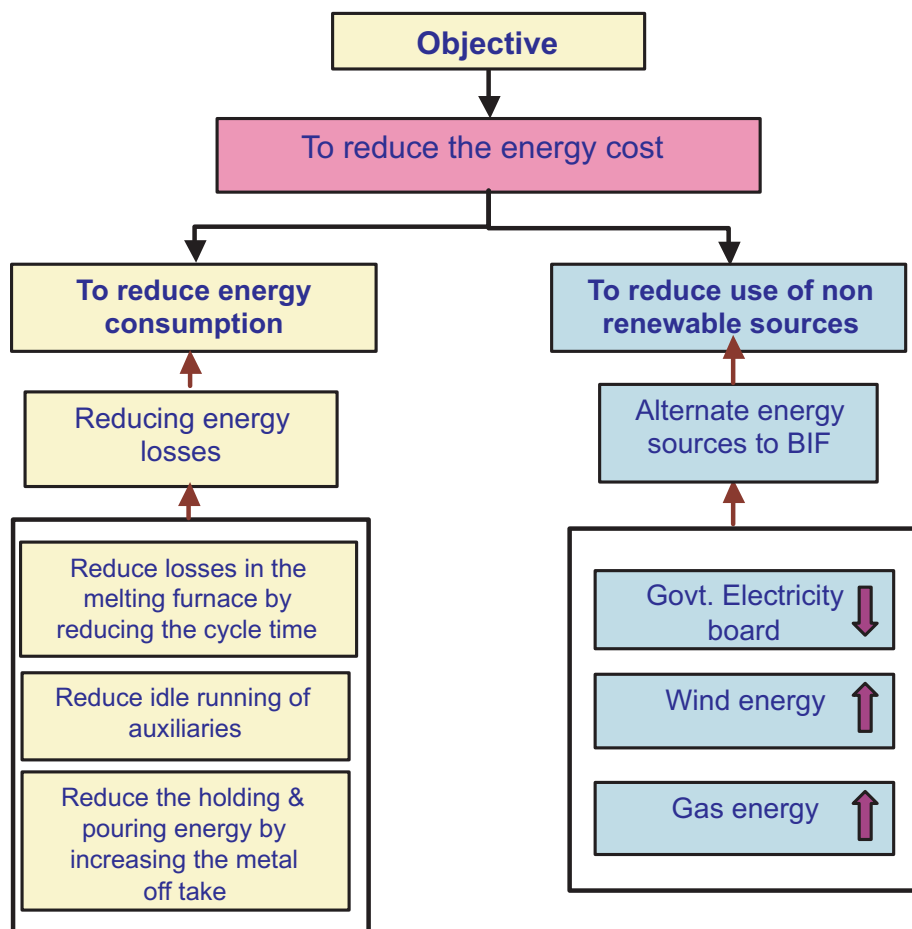 Objective
To reduce the energy cost
To reduce energy
consumption
To reduce use of non
renewable sources
Reducing energy
losses
Alternate energy
sources to BIF
Reduce losses in the
melting furnace by
reducing the cycle time
Reduce idle running of
auxiliaries
Reduce the holding &
pouring energy by
increasing the metal
off take
Govt. Electricity
board
Wind energy
Gas energy